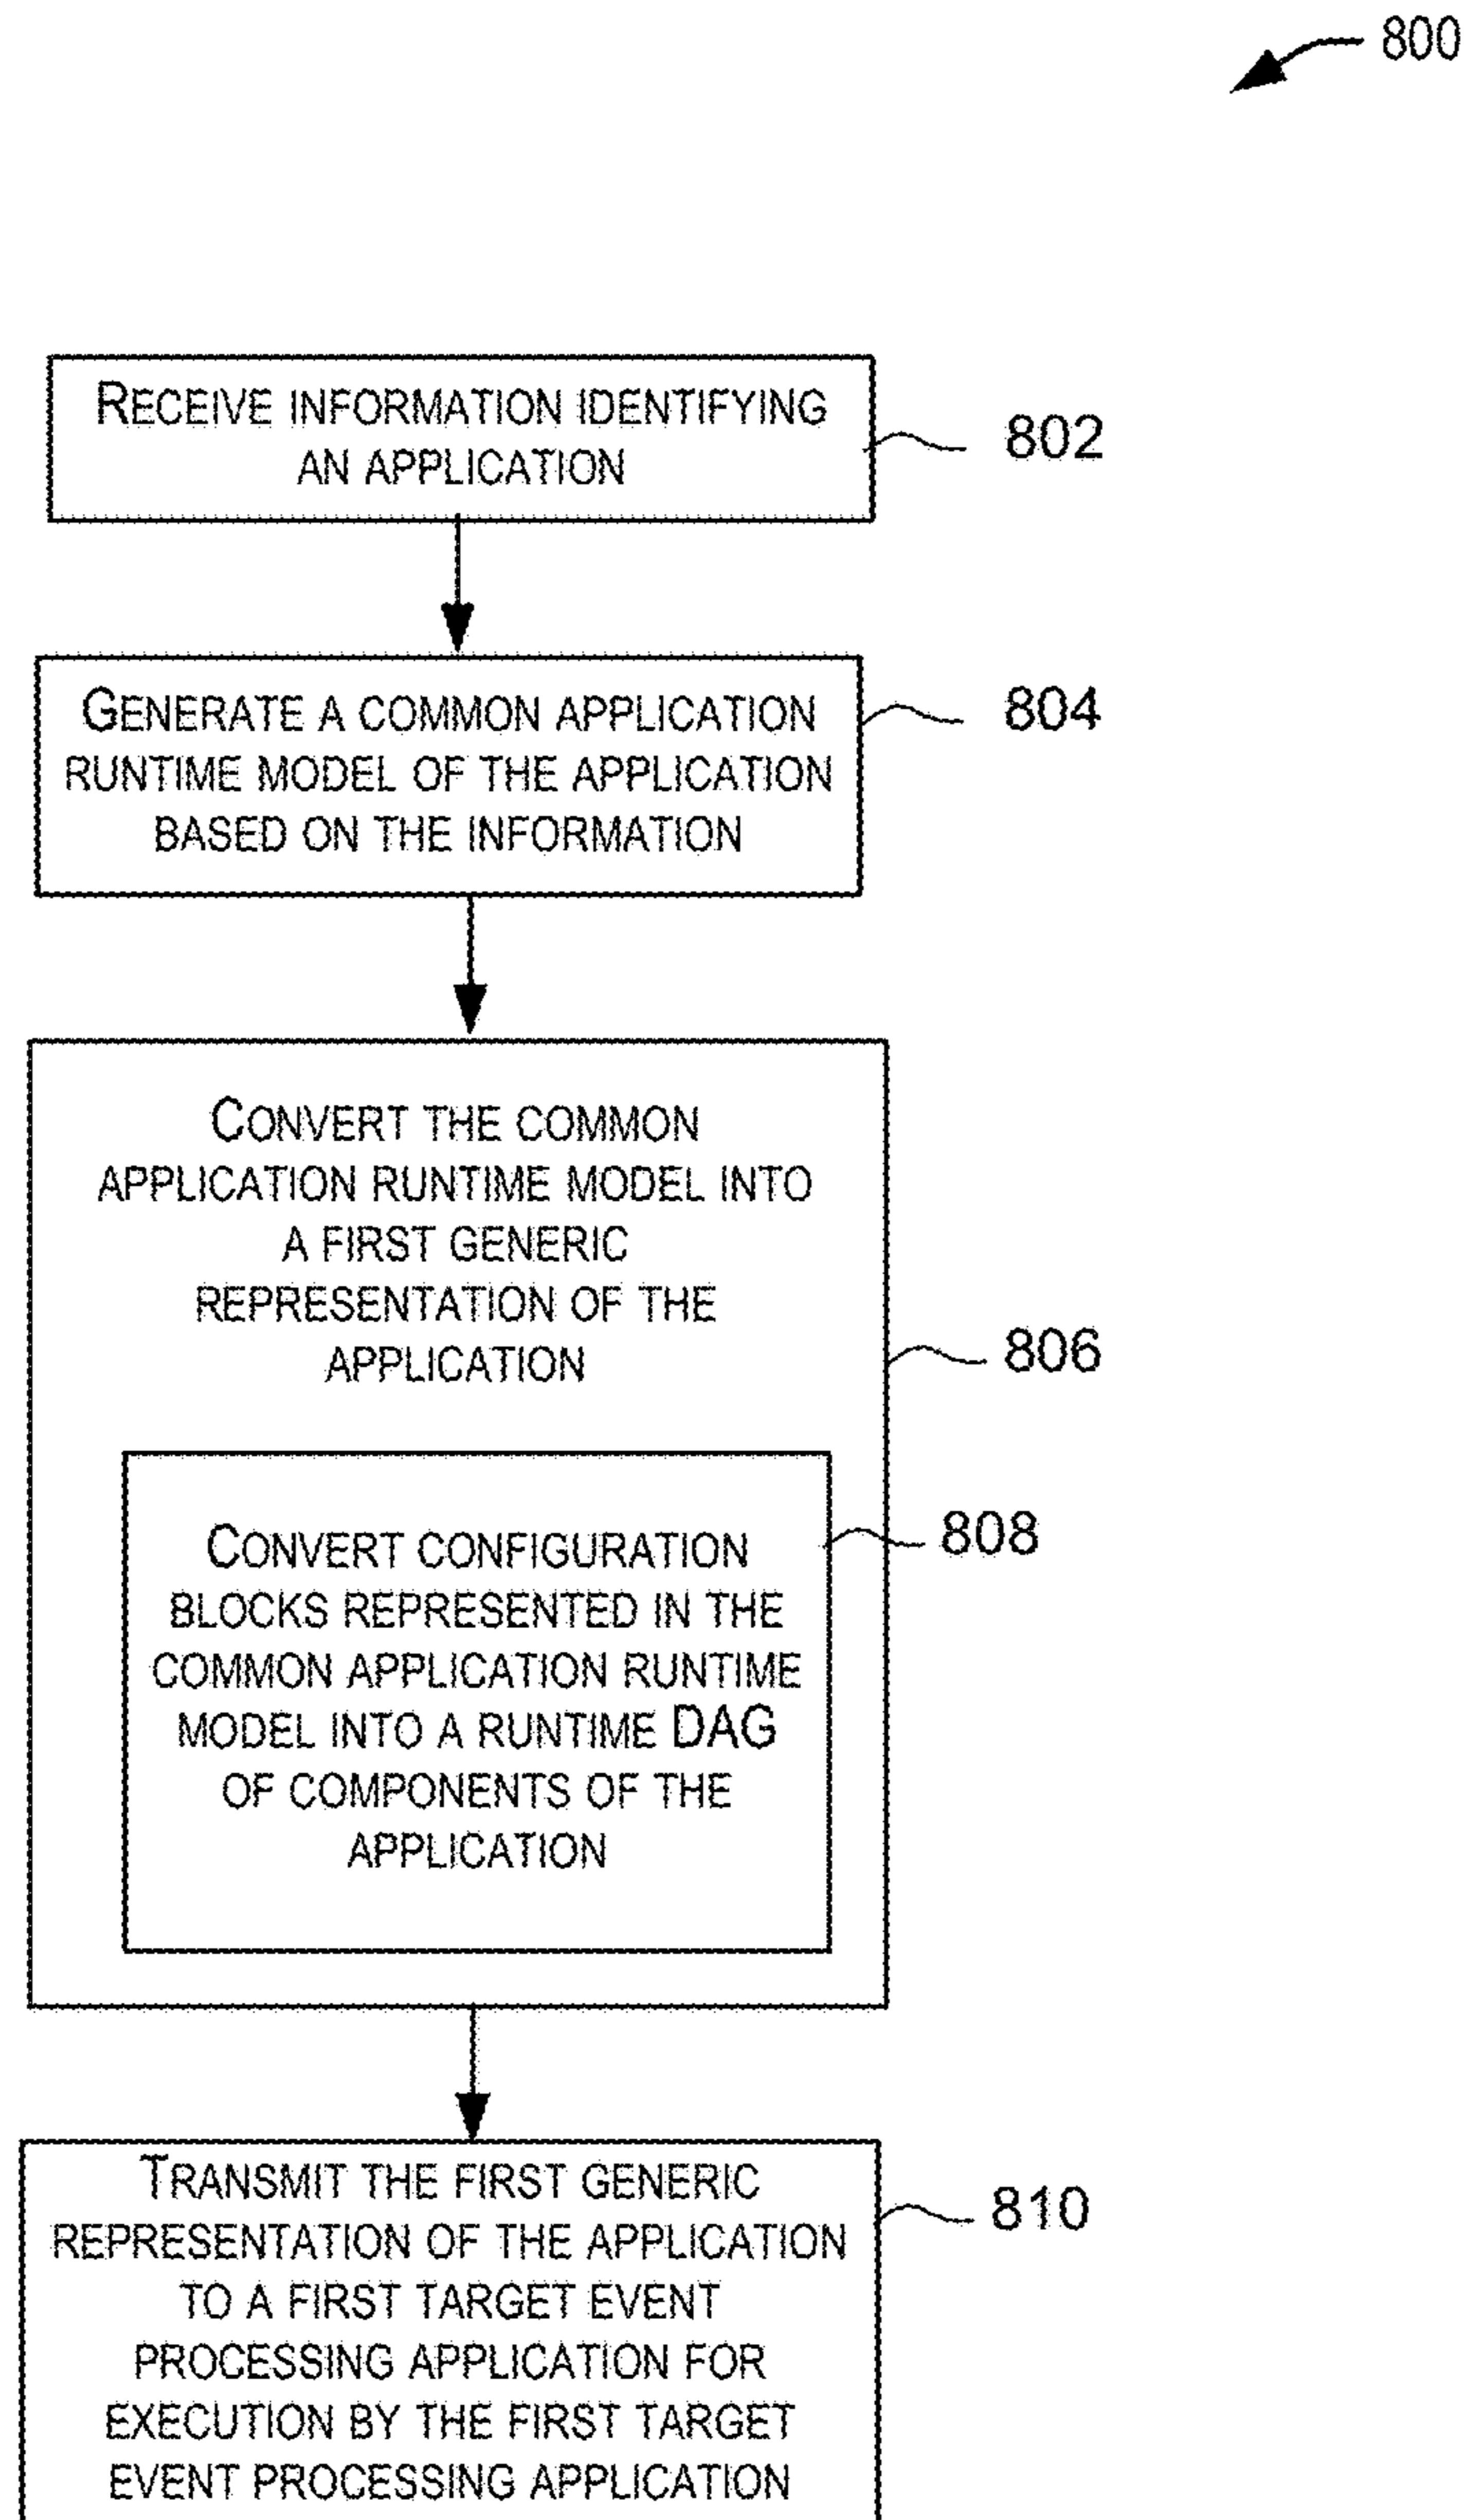 800
RECEIVE INFORMATION IDENTIFYING
AN APPLICATION
802
GENERATE A COMMON APPLICATION
RUNTIME MODEL OF THE APPLICATION
BASED ON THE INFORMATION
804
CONVERT THE COMMON
APPLICATION RUNTIME MODEL INTO
A FIRST GENERIC
REPRESENTATION OF THE
APPLICATION
806
CONVERT CONFIGURATION
BLOCKS REPRESENTED IN THE
COMMON APPLICATION RUNTIME
MODEL INTO A RUNTIME DAG
OF COMPONENTS OF THE
APPLICATION
808
TRANSMIT THE FIRST GENERIC
REPRESENTATION OF THE APPLICATION
TO A FIRST TARGET EVENT
PROCESSING APPLICATION FOR
EXECUTION BY THE FIRST TARGET
EVENT PROCESSING APPLICATION
810